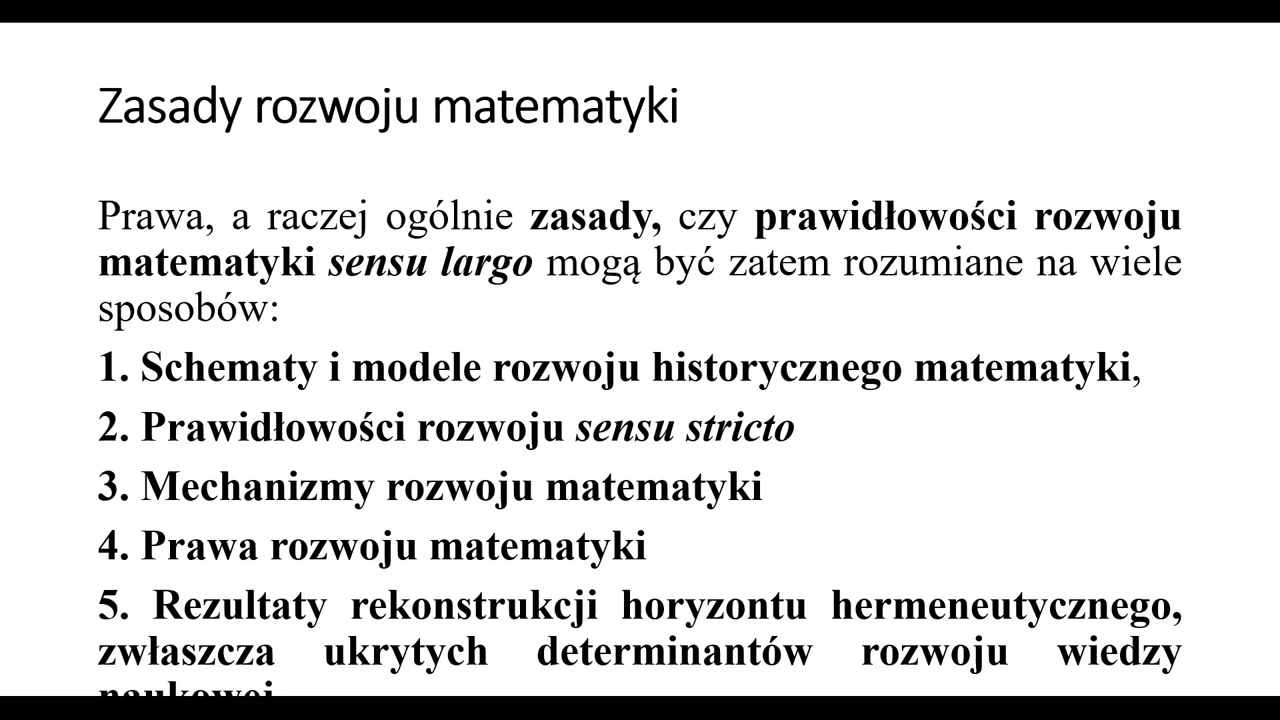 Zasady rozwoju matematyki
Prawa, a raczej ogólnie zasady, czy prawidłowości rozwoju
matematyki sensu largo mogą być zatem rozumiane na wiele
sposobów:
1. Schematy i modele rozwoju historycznego matematyki,
2. Prawidłowości rozwoju sensu stricto
3. Mechanizmy rozwoju matematyki
4. Prawa rozwoju matematyki
5. Rezultaty rekonstrukcji horyzontu hermeneutycznego,
zwłaszcza ukrytych determinantów rozwoju wiedzy
naukowej